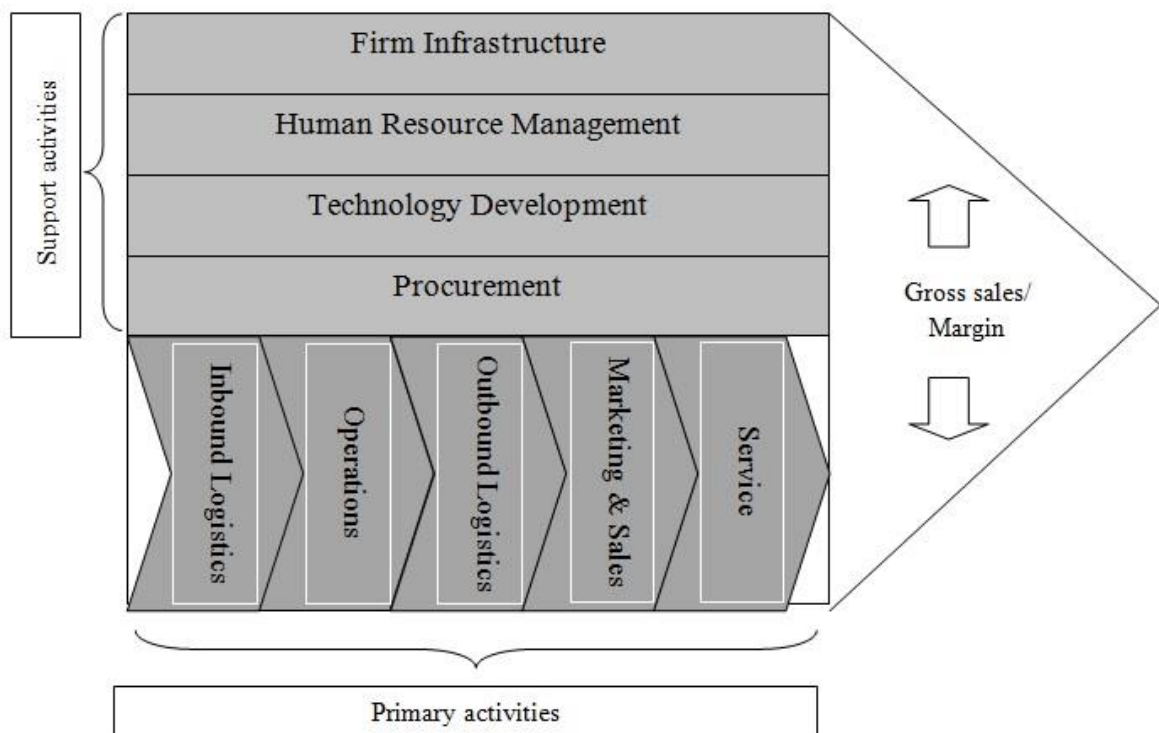 Support activities
Firm Infrastructure
Human Resource Management
Technology Development
Procurement
Inbound Logistics
Operations
Outbound Logistics
Marketing & Sales
Service
Gross sales/
Margin
Primary activities